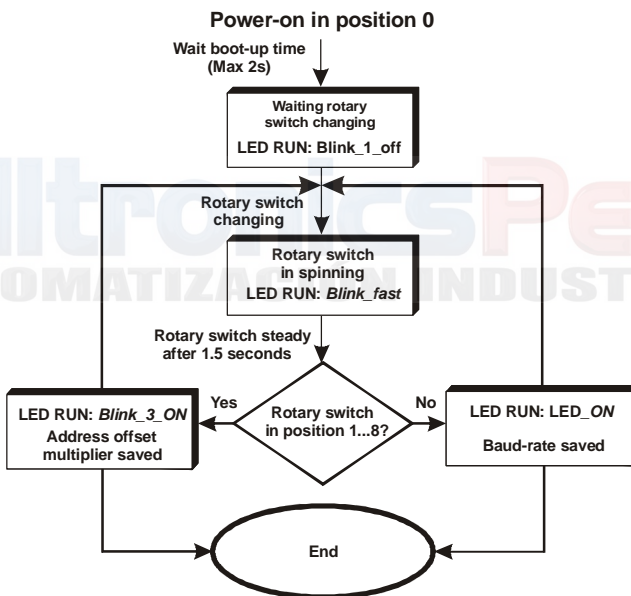 Power-on in position 0
Wait boot-up time
(Max 2s)
Waiting rotary
switch changing
LED RUN: Blink_1_off
Rotary switch
changing
Rotary switch
in spinning
LED RUN: Blink_fast
Rotary switch steady
after 1.5 seconds
Yes
No
LED RUN: Blink_3_ON
Address offset
multiplier saved
Rotary switch
in position 1...8?
LED RUN: LED_ON
Baud-rate saved
End
ltronicsPe
OMATIZACIÓN INDUST